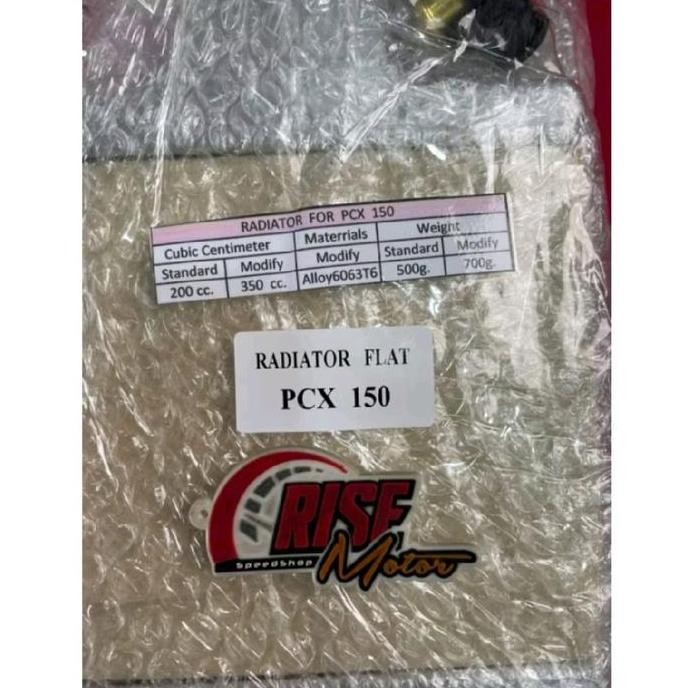 RADIATOR FOR PCX 150
Cubic Centimeter Materrials Weight
Standard Modify Modify Standard Modify
200 cc. 350 cc. Alloy6063T6 500g. 700g.
RADIATOR FLAT
PCX 150
RISE
SpeedShop Motor